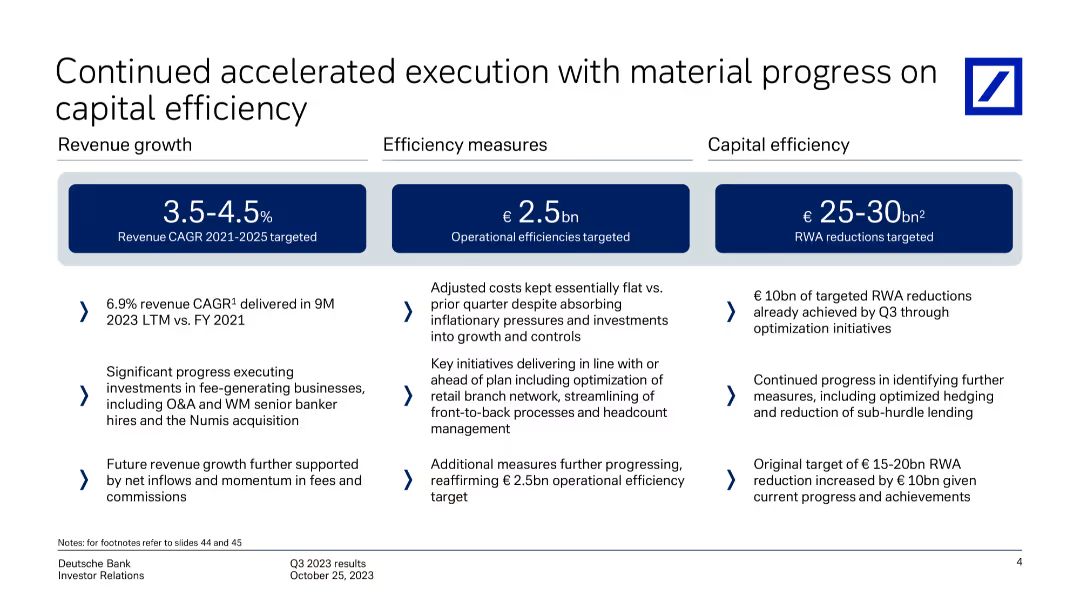 Continued accelerated execution with material progress on
capital efficiency
Revenue growth
3.5-4.5%
Revenue CAGR 2021-2025 targeted
❯ 6.9% revenue CAGR¹ delivered in 9M
2023 LTM vs. FY 2021
❯ Significant progress executing
investments in fee-generating businesses,
including O&A and WM senior banker
hires and the Numis acquisition
❯ Future revenue growth further supported
by net inflows and momentum in fees and
commissions
Efficiency measures
€ 2.5bn
Operational efficiencies targeted
❯ Adjusted costs kept essentially flat vs.
prior quarter despite absorbing
inflationary pressures and investments
into growth and controls
❯ Key initiatives delivering in line with or
ahead of plan including optimization of
retail branch network, streamlining of
front-to-back processes and headcount
management
❯ Additional measures further progressing,
reaffirming € 2.5bn operational efficiency
target
Capital efficiency
€ 25-30bn²
RWA reductions targeted
❯ € 10bn of targeted RWA reductions
already achieved by Q3 through
optimization initiatives
❯ Continued progress in identifying further
measures, including optimized hedging
and reduction of sub-hurdle lending
❯ Original target of € 15-20bn RWA
reduction increased by € 10bn given
current progress and achievements
Notes: for footnotes refer to slides 44 and 45
Deutsche Bank
Investor Relations
Q3 2023 results
October 25, 2023
4